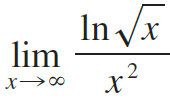 lim x→∞ ln √x / x²